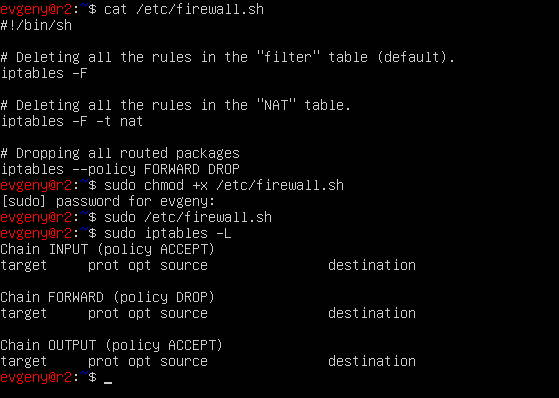 evgeny@r2:~$ cat /etc/firewall.sh
#!/bin/sh
# Deleting all the rules in the "filter" table (default).
iptables -F
# Deleting all the rules in the "NAT" table.
iptables -F -t nat
# Dropping all routed packages
iptables --policy FORWARD DROP
evgeny@r2:~$ sudo chmod +x /etc/firewall.sh
[sudo] password for evgeny:
evgeny@r2:~$ sudo /etc/firewall.sh
evgeny@r2:~$ sudo iptables -L
Chain INPUT (policy ACCEPT)
target     prot opt source               destination
Chain FORWARD (policy DROP)
target     prot opt source               destination
Chain OUTPUT (policy ACCEPT)
target     prot opt source               destination
evgeny@r2:~$ _